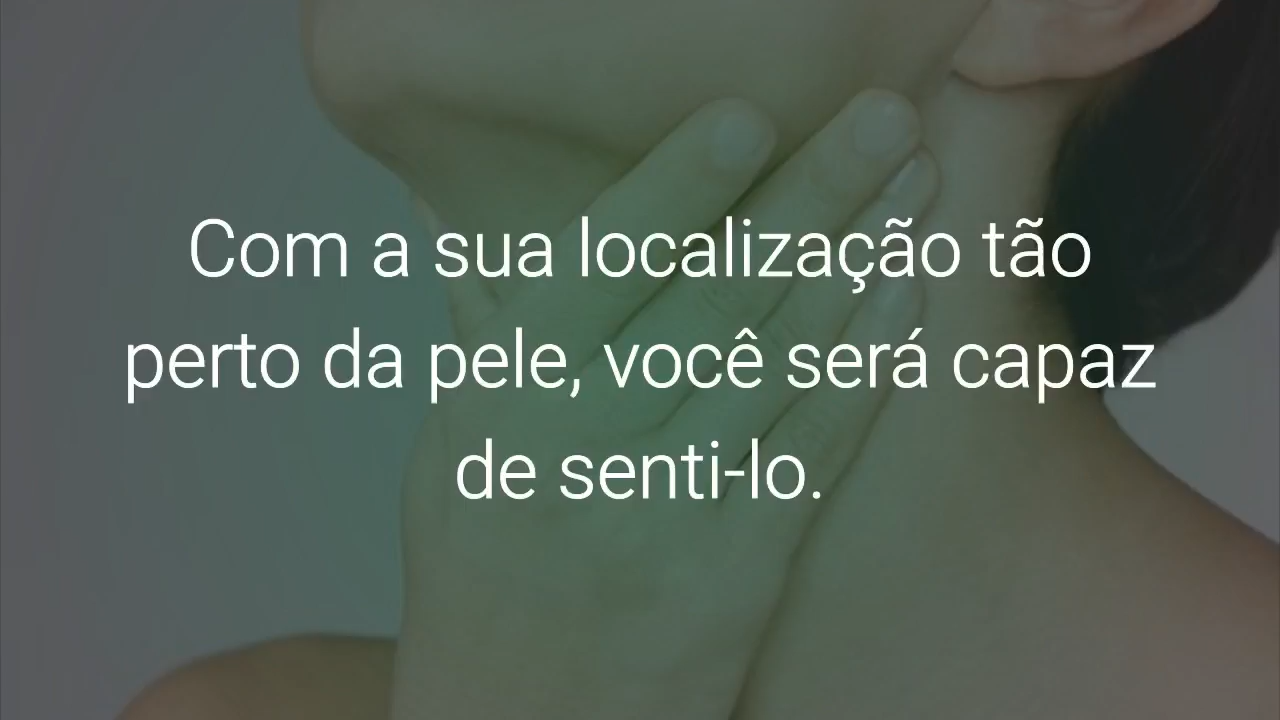 Com a sua localização tão
perto da pele, você será capaz
de senti-lo.